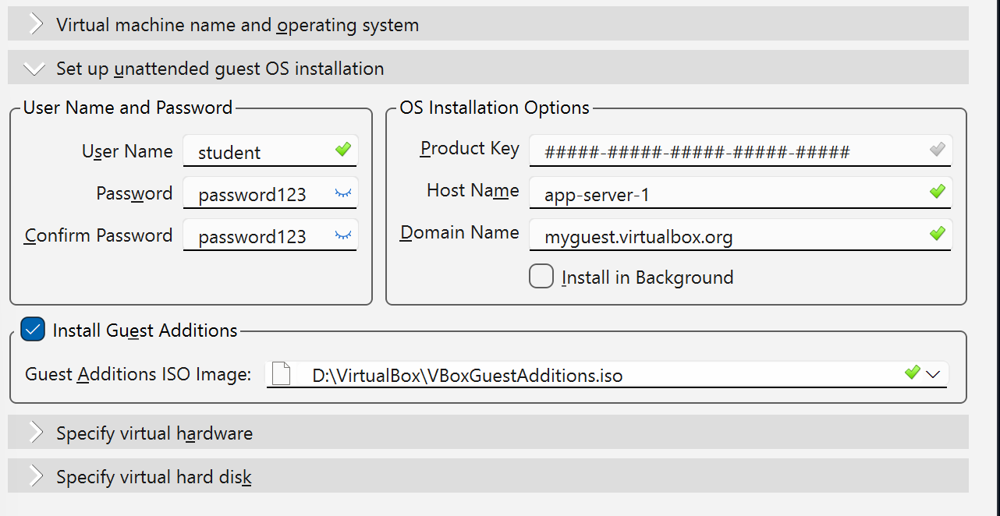 Virtual machine name and operating system
Set up unattended guest OS installation
User Name and Password
User Name student
Password password123
Confirm Password password123
OS Installation Options
Product Key #####-#####-#####-#####-#####
Host Name app-server-1
Domain Name myguest.virtualbox.org
Install in Background
Install Guest Additions
Guest Additions ISO Image: D:\VirtualBox\VBoxGuestAdditions.iso
Specify virtual hardware
Specify virtual hard disk